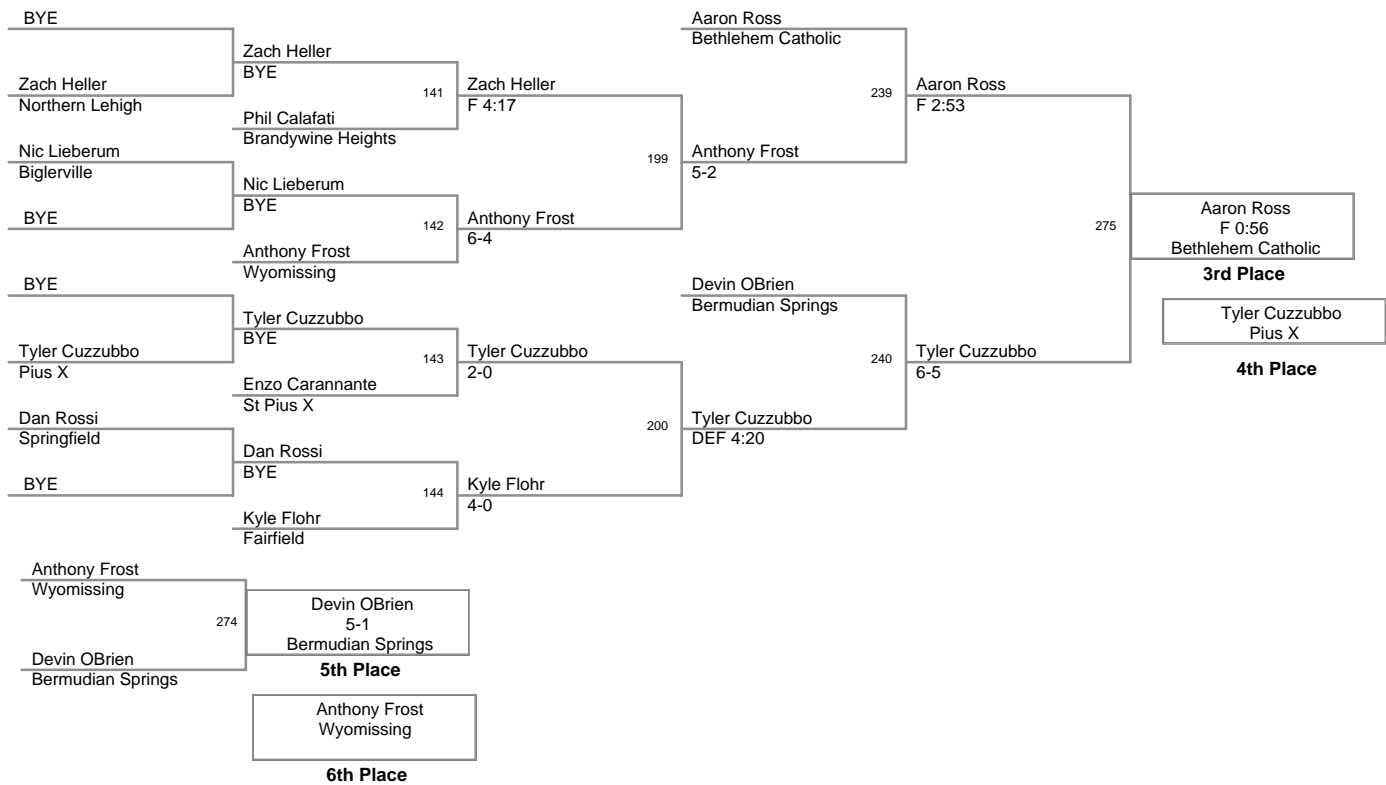 BYE
Zach Heller
Northern Lehigh
Nic Lieberum
Biglerville
BYE
BYE
Tyler Cuzzubbo
Pius X
Dan Rossi
Springfield
BYE
Zach Heller
BYE
141
Phil Calafati
Brandywine Heights
Nic Lieberum
BYE
142
Anthony Frost
Wyomissing
Tyler Cuzzubbo
BYE
143
Enzo Carannante
St Pius X
Dan Rossi
BYE
144
Kyle Flohr
Fairfield
Zach Heller
F 4:17
199
Anthony Frost
6-4
Tyler Cuzzubbo
2-0
200
Kyle Flohr
4-0
Aaron Ross
Bethlehem Catholic
239
Anthony Frost
5-2
Devin OBrien
Bermudian Springs
240
Tyler Cuzzubbo
DEF 4:20
Aaron Ross
F 2:53
275
Tyler Cuzzubbo
6-5
Aaron Ross
F 0:56
Bethlehem Catholic
3rd Place
Tyler Cuzzubbo
Pius X
4th Place
Anthony Frost
Wyomissing
274
Devin OBrien
Bermudian Springs
Devin OBrien
5-1
Bermudian Springs
5th Place
Anthony Frost
Wyomissing
6th Place